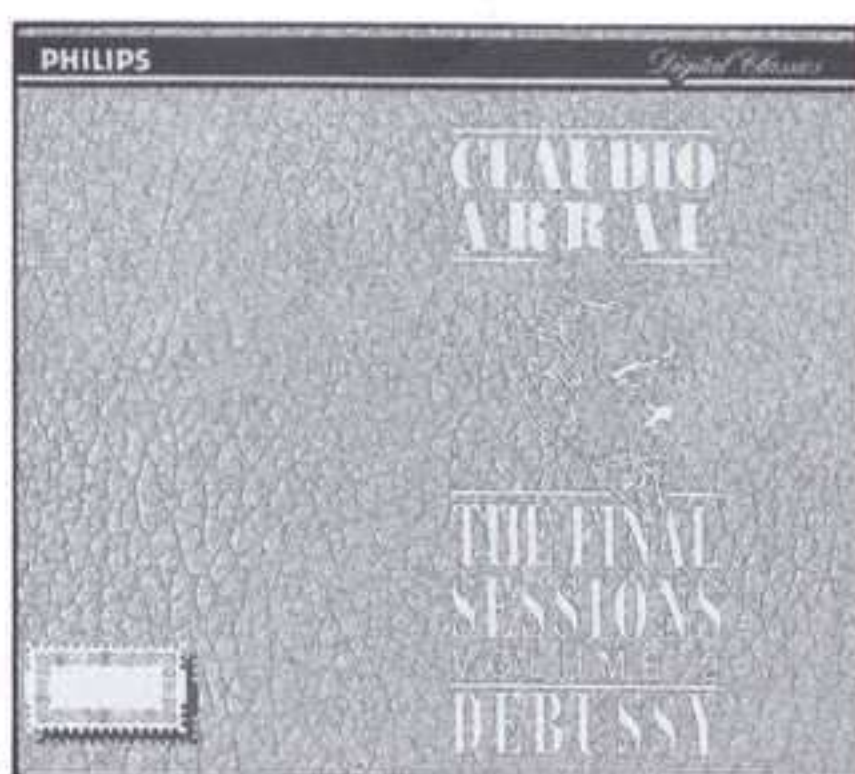 PHILIPS
Digital Classics
CLAUDIO
ARRAU
THE FINAL
SESSIONS
VOLUME 2
DEBUSSY